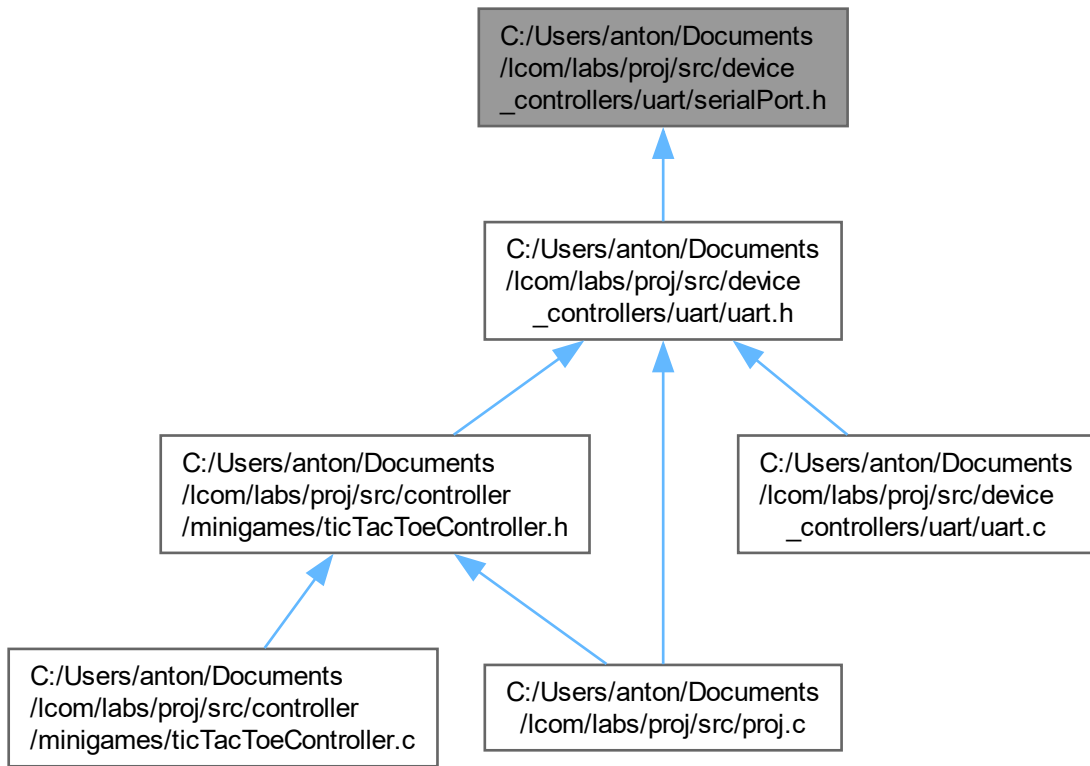 C:/Users/anton/Documents
/lcom/labs/proj/src/device
_controllers/uart/serialPort.h
C:/Users/anton/Documents
/lcom/labs/proj/src/device
_controllers/uart/uart.h
C:/Users/anton/Documents
/lcom/labs/proj/src/controller
/minigames/ticTacToeController.h
C:/Users/anton/Documents
/lcom/labs/proj/src/device
_controllers/uart/uart.c
C:/Users/anton/Documents
/lcom/labs/proj/src/controller
/minigames/ticTacToeController.c
C:/Users/anton/Documents
/lcom/labs/proj/src/proj.c